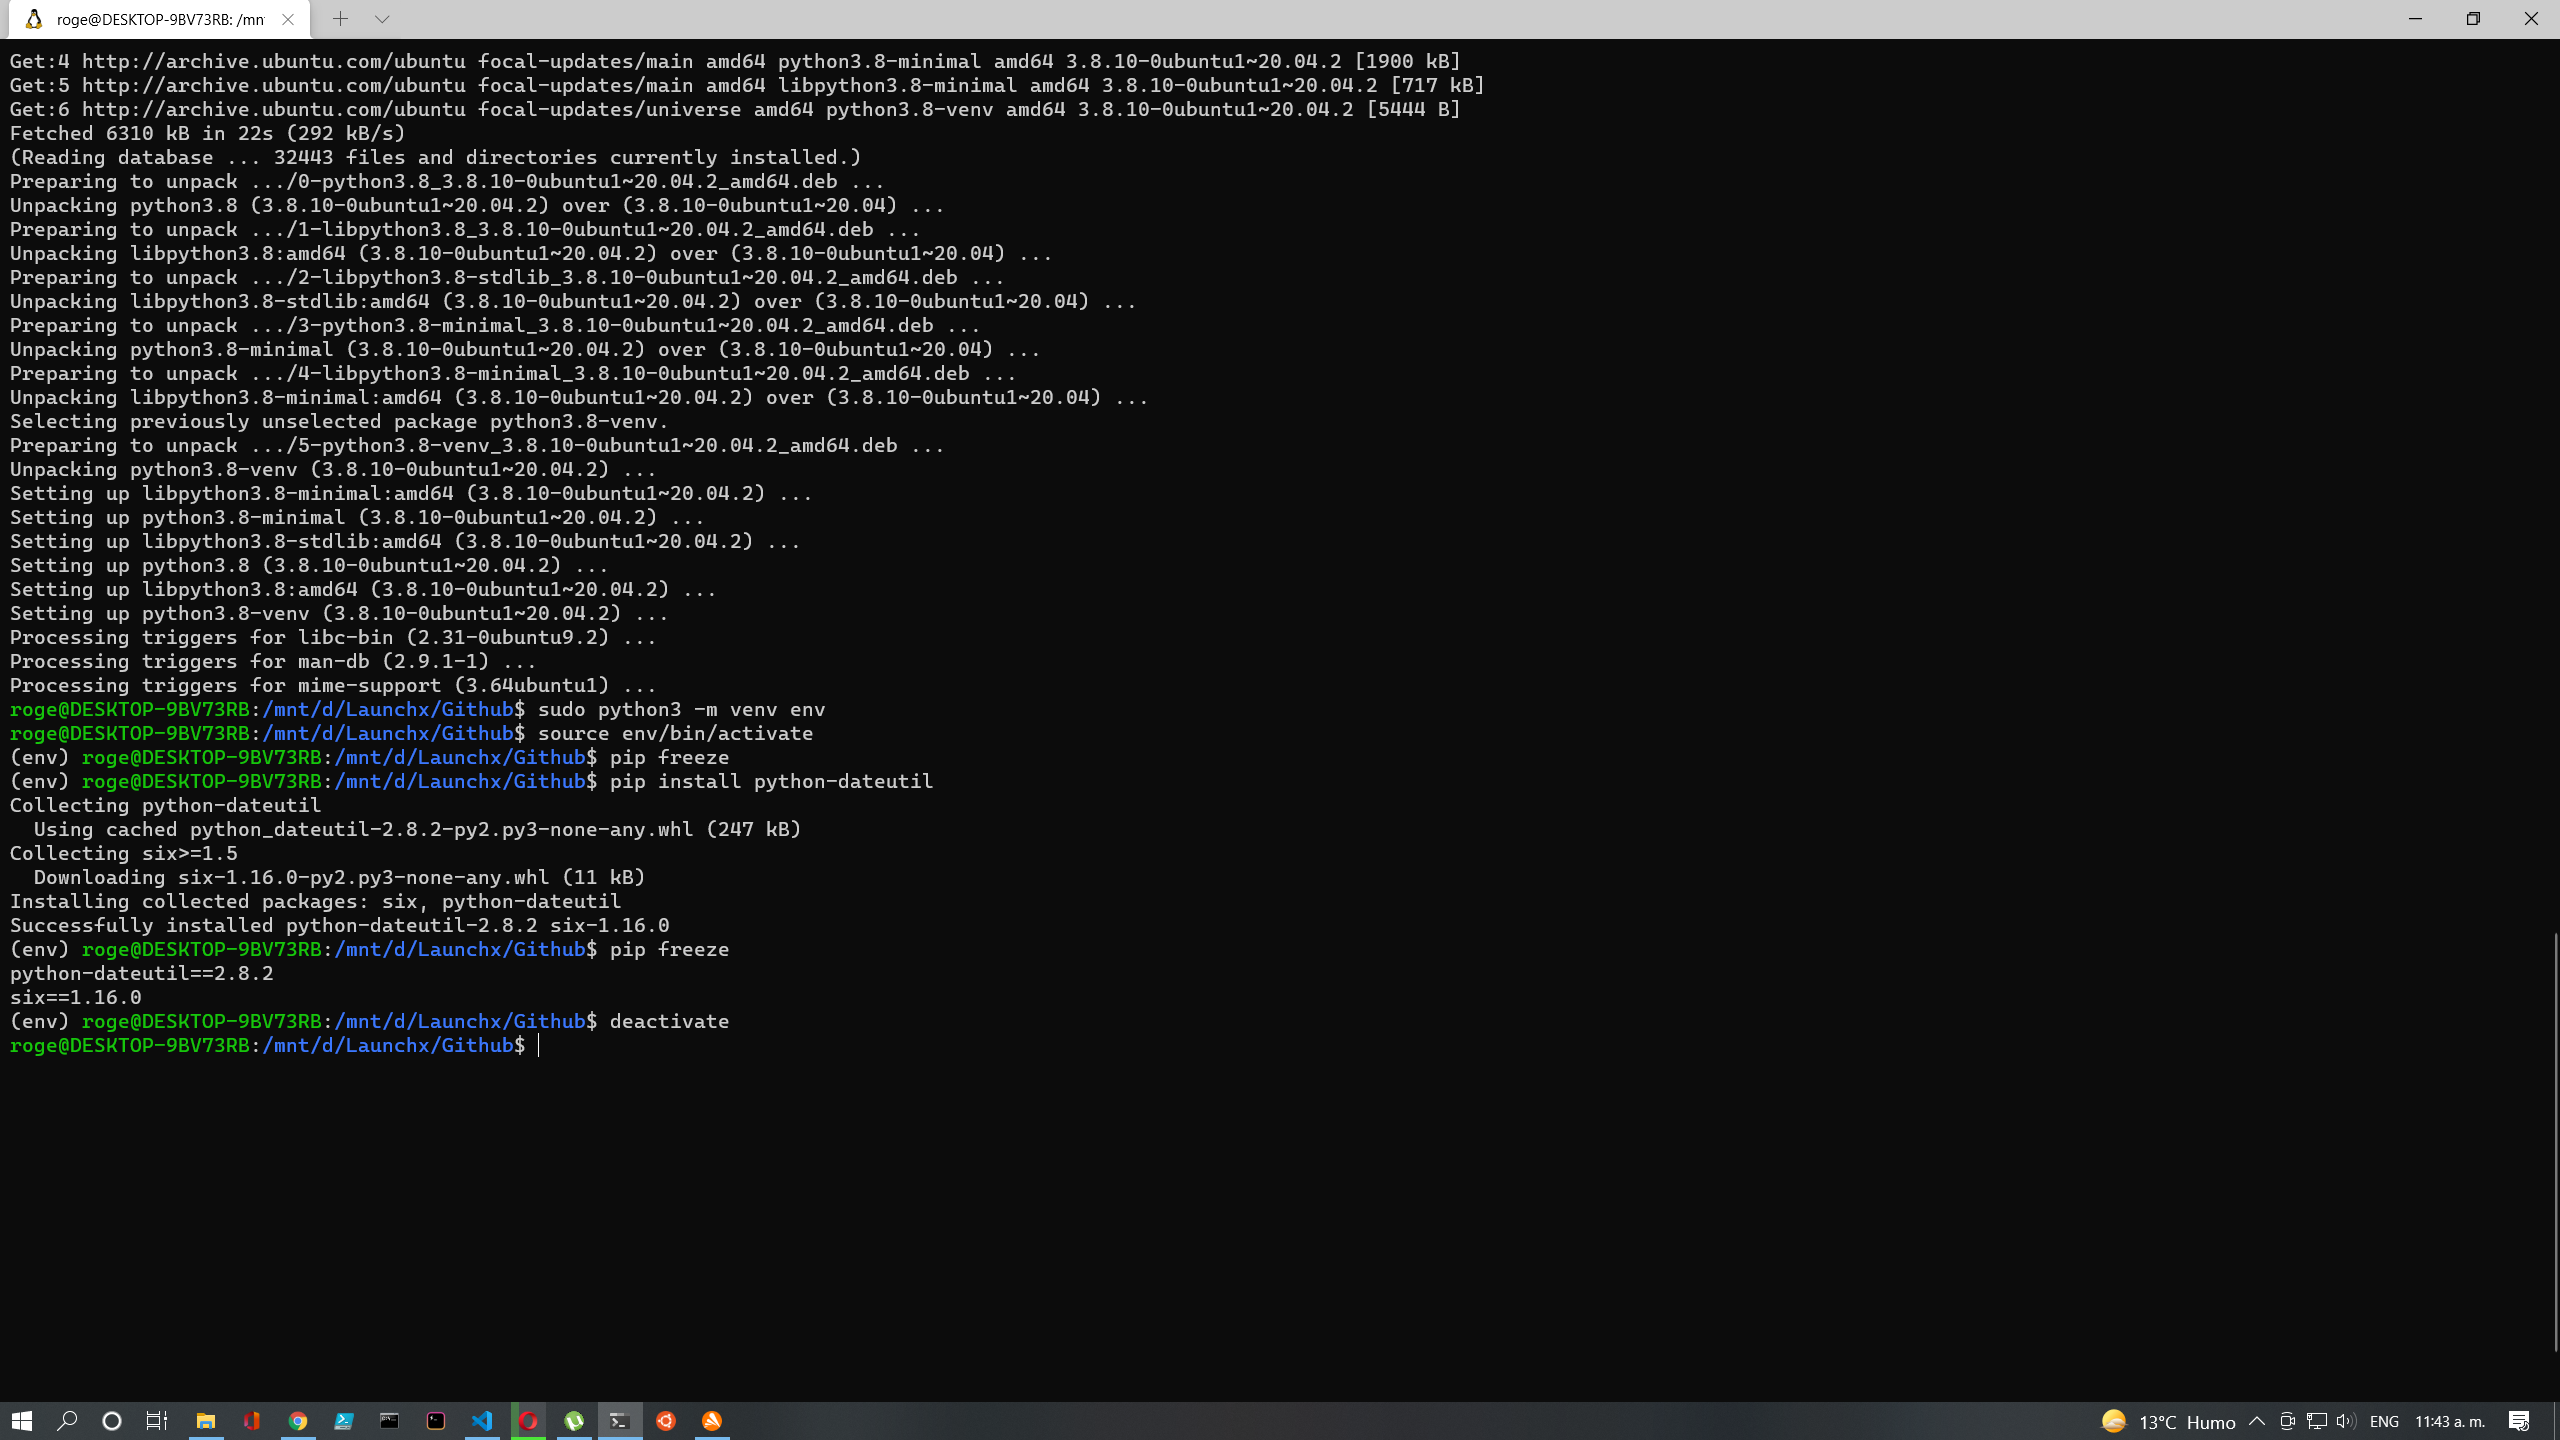 roge@DESKTOP-9BV73RB: /mn
Get:4 http://archive.ubuntu.com/ubuntu focal-updates/main amd64 python3.8-minimal amd64 3.8.10-0ubuntu1~20.04.2 [1900 kB]
Get:5 http://archive.ubuntu.com/ubuntu focal-updates/main amd64 libpython3.8-minimal amd64 3.8.10-0ubuntu1~20.04.2 [717 kB]
Get:6 http://archive.ubuntu.com/ubuntu focal-updates/universe amd64 python3.8-venv amd64 3.8.10-0ubuntu1~20.04.2 [5444 B]
Fetched 6310 kB in 22s (292 kB/s)
(Reading database ... 32443 files and directories currently installed.)
Preparing to unpack .../0-python3.8_3.8.10-0ubuntu1~20.04.2_amd64.deb ...
Unpacking python3.8 (3.8.10-0ubuntu1~20.04.2) over (3.8.10-0ubuntu1~20.04) ...
Preparing to unpack .../1-libpython3.8_3.8.10-0ubuntu1~20.04.2_amd64.deb ...
Unpacking libpython3.8:amd64 (3.8.10-0ubuntu1~20.04.2) over (3.8.10-0ubuntu1~20.04) ...
Preparing to unpack .../2-libpython3.8-stdlib_3.8.10-0ubuntu1~20.04.2_amd64.deb ...
Unpacking libpython3.8-stdlib:amd64 (3.8.10-0ubuntu1~20.04.2) over (3.8.10-0ubuntu1~20.04) ...
Preparing to unpack .../3-python3.8-minimal_3.8.10-0ubuntu1~20.04.2_amd64.deb ...
Unpacking python3.8-minimal (3.8.10-0ubuntu1~20.04.2) over (3.8.10-0ubuntu1~20.04) ...
Preparing to unpack .../4-libpython3.8-minimal_3.8.10-0ubuntu1~20.04.2_amd64.deb ...
Unpacking libpython3.8-minimal:amd64 (3.8.10-0ubuntu1~20.04.2) over (3.8.10-0ubuntu1~20.04) ...
Selecting previously unselected package python3.8-venv.
Preparing to unpack .../5-python3.8-venv_3.8.10-0ubuntu1~20.04.2_amd64.deb ...
Unpacking python3.8-venv (3.8.10-0ubuntu1~20.04.2) ...
Setting up libpython3.8-minimal:amd64 (3.8.10-0ubuntu1~20.04.2) ...
Setting up python3.8-minimal (3.8.10-0ubuntu1~20.04.2) ...
Setting up libpython3.8-stdlib:amd64 (3.8.10-0ubuntu1~20.04.2) ...
Setting up python3.8 (3.8.10-0ubuntu1~20.04.2) ...
Setting up libpython3.8:amd64 (3.8.10-0ubuntu1~20.04.2) ...
Setting up python3.8-venv (3.8.10-0ubuntu1~20.04.2) ...
Processing triggers for libc-bin (2.31-0ubuntu9.2) ...
Processing triggers for man-db (2.9.1-1) ...
Processing triggers for mime-support (3.64ubuntu1) ...
roge@DESKTOP-9BV73RB:/mnt/d/Launchx/Github$ sudo python3 -m venv env
roge@DESKTOP-9BV73RB:/mnt/d/Launchx/Github$ source env/bin/activate
(env) roge@DESKTOP-9BV73RB:/mnt/d/Launchx/Github$ pip freeze
(env) roge@DESKTOP-9BV73RB:/mnt/d/Launchx/Github$ pip install python-dateutil
Collecting python-dateutil
  Using cached python_dateutil-2.8.2-py2.py3-none-any.whl (247 kB)
Collecting six>=1.5
  Downloading six-1.16.0-py2.py3-none-any.whl (11 kB)
Installing collected packages: six, python-dateutil
Successfully installed python-dateutil-2.8.2 six-1.16.0
(env) roge@DESKTOP-9BV73RB:/mnt/d/Launchx/Github$ pip freeze
python-dateutil==2.8.2
six==1.16.0
(env) roge@DESKTOP-9BV73RB:/mnt/d/Launchx/Github$ deactivate
roge@DESKTOP-9BV73RB:/mnt/d/Launchx/Github$
13°C Humo ENG 11:43 a. m.